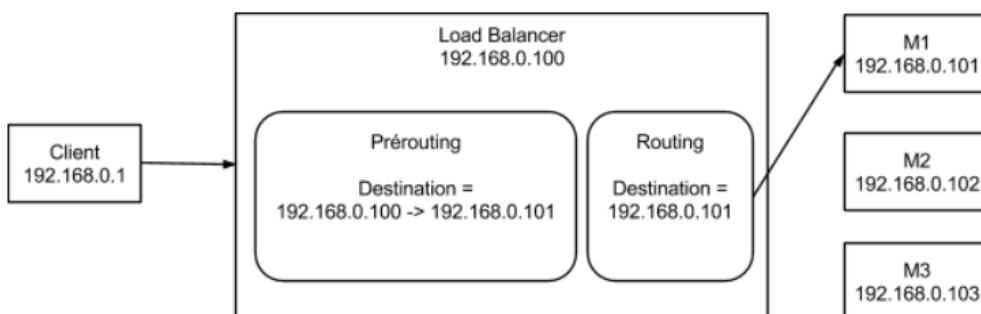 Client
192.168.0.1
Load Balancer
192.168.0.100
Prérouting
Destination =
192.168.0.100 -> 192.168.0.101
Routing
Destination =
192.168.0.101
M1
192.168.0.101
M2
192.168.0.102
M3
192.168.0.103